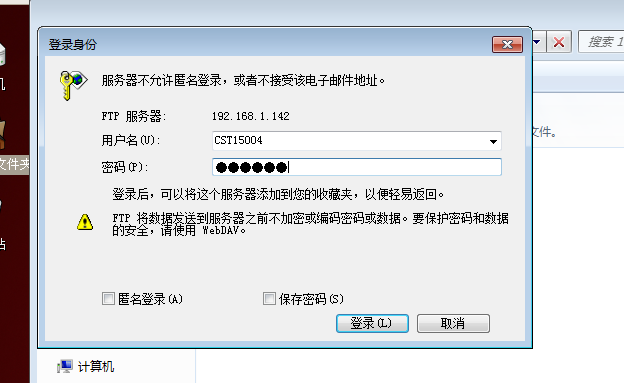 登录身份
搜索 1
服务器不允许匿名登录，或者不接受该电子邮件地址。
机
FTP 服务器:
192.168.1.142
文件。
用户名(U):
CST15004
文件夹
密码(P):
登录后，可以将这个服务器添加到您的收藏夹，以便轻易返回。
FTP 将数据发送到服务器之前不加密或编码密码或数据。要保护密码和数据
的安全，请使用 WebDAV。
站
匿名登录(A)
保存密码(S)
登录(L)
取消
计算机